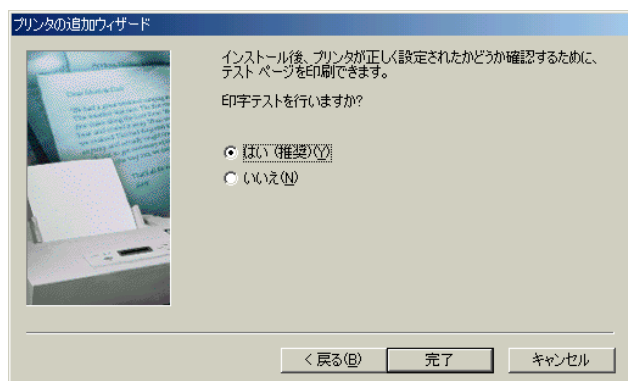 プリンタの追加ウィザード
インストール後、プリンタが正しく設定されたかどうか確認するために、
テスト ページを印刷できます。
印字テストを行いますか?
はい (推奨)(Y)
いいえ(N)
< 戻る(B)
完了
キャンセル